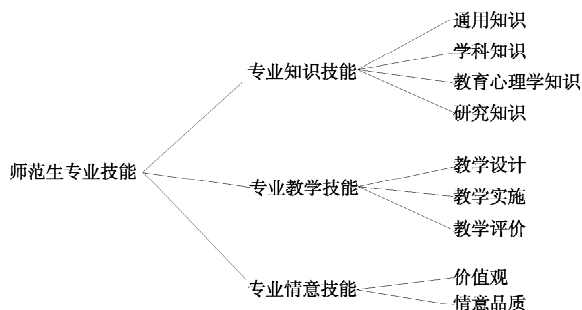 师范生专业技能
专业知识技能
通用知识
学科知识
教育心理学知识
研究知识
专业教学技能
教学设计
教学实施
教学评价
专业情意技能
价值观
情意品质